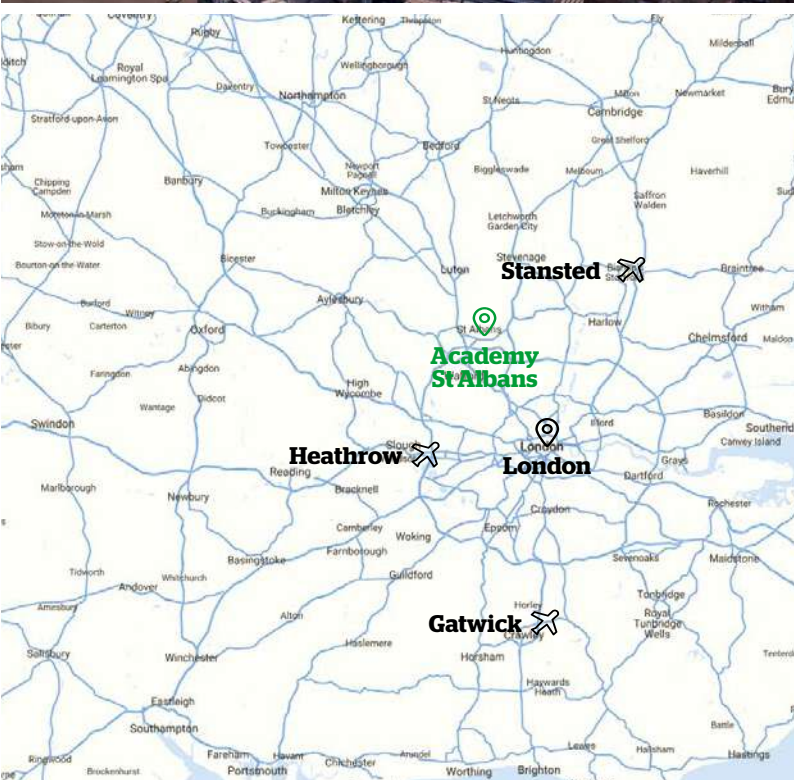 Coventry
Rugby
Kettering
Thrapston
Ely
Huntingdon
Mildenhall
Redditch
Royal
Leamington Spa
Wellingborough
Daventry
Northampton
St Neots
Milton
Cambridge
Newmarket
Bury
Edmu
Stratford-upon-Avon
Towcester
Bedford
Great Shelford
sham
Chipping
Campden
Banbury
Newport
Pagnell
Milton Keynes
Bletchley
Biggleswade
Melbourn
Haverhill
Saffron
Walden
Sud
Moreton-in-Marsh
Buckingham
Letchworth
Garden City
Stow-on-the-Wold
Bourton-on-the-Water
Bicester
Luton
Stevenage
Stansted
Braintree
Aylesbury
Burford
Witney
Bibury
Carterton
Oxford
St Albans
Harlow
Witham
Chelmsford
Maldon
ester
Academy
St Albans
Faringdon
Abingdon
Didcot
Wantage
High
Wycombe
Swindon
Ilford
Basildon
Southend
Canvey Island
Heathrow
Slough
London
London
Reading
Grays
Dartford
Marlborough
Newbury
Bracknell
Croydon
Rochester
Camberley
Farnborough
Woking
Epsom
Basingstoke
Sevenoaks
Maidstone
Tidworth
Whitchurch
Andover
Guildford
Amesbury
Alton
Horley
Gatwick
Crawley
Tonbridge
Royal
Tunbridge
Wells
Haslemere
Salisbury
Winchester
Horsham
Tenterd
Haywards
Heath
Eastleigh
Southampton
Battle
Ringwood
Brockenhurst
Fareham
Havant
Portsmouth
Chichester
Arundel
Worthing
Brighton
Lewes
Hailsham
Hastings